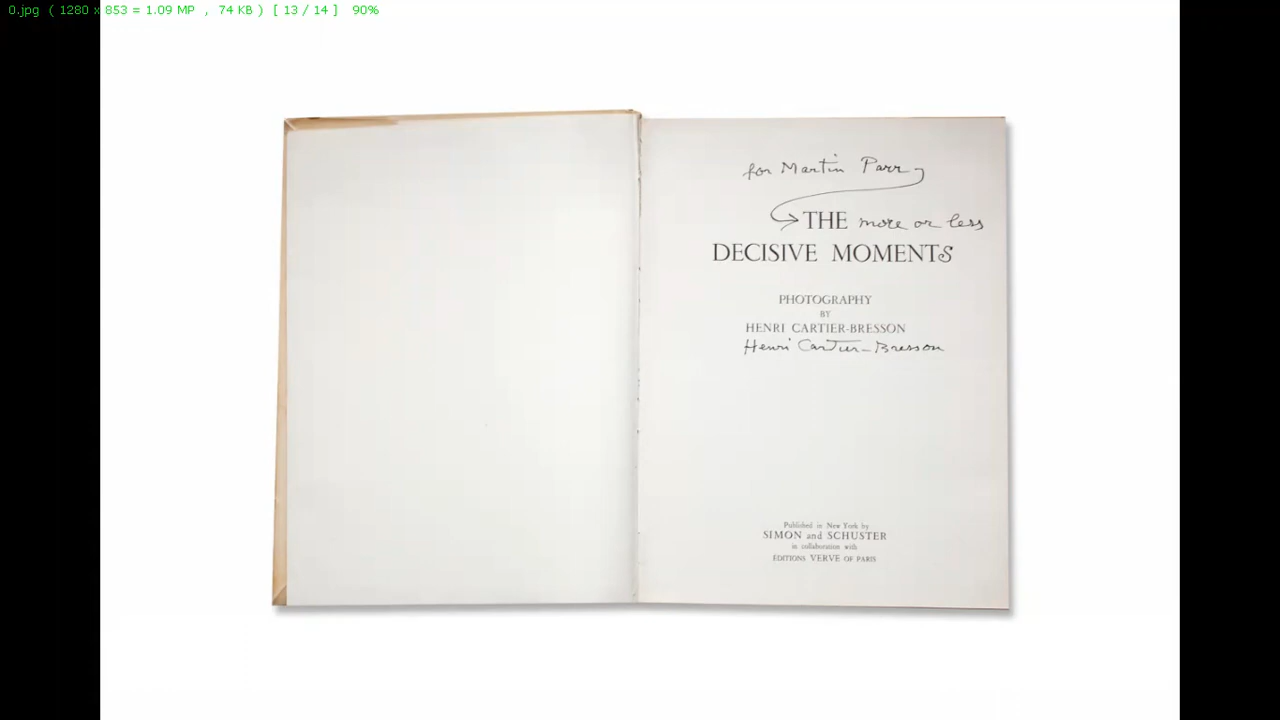 0.jpg ( 1280 x 853 = 1.09 MP , 74 KB ) [ 13 / 14 ] 90%
for Martin Parr
THE more or less
DECISIVE MOMENTS
PHOTOGRAPHY
BY
HENRI CARTIER-BRESSON
Henri Cartier-Bresson
Published in New York by
SIMON and SCHUSTER
in collaboration with
ÉDITIONS VERVE OF PARIS